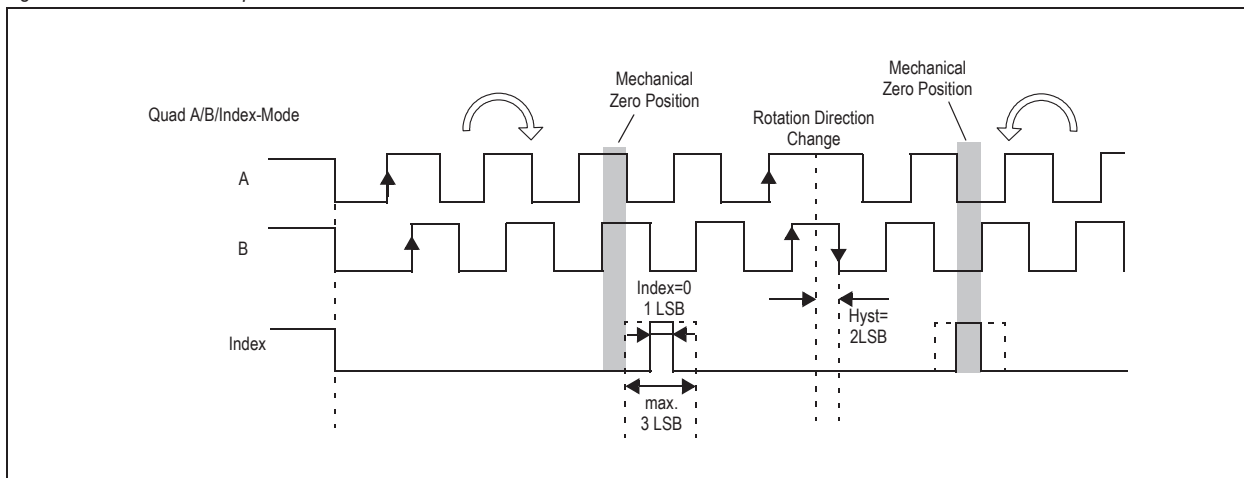 Mechanical
Zero Position
Mechanical
Zero Position
Quad A/B/Index-Mode
Rotation Direction
Change
A
B
Index=0
1 LSB
Hyst=
2LSB
Index
max.
3 LSB